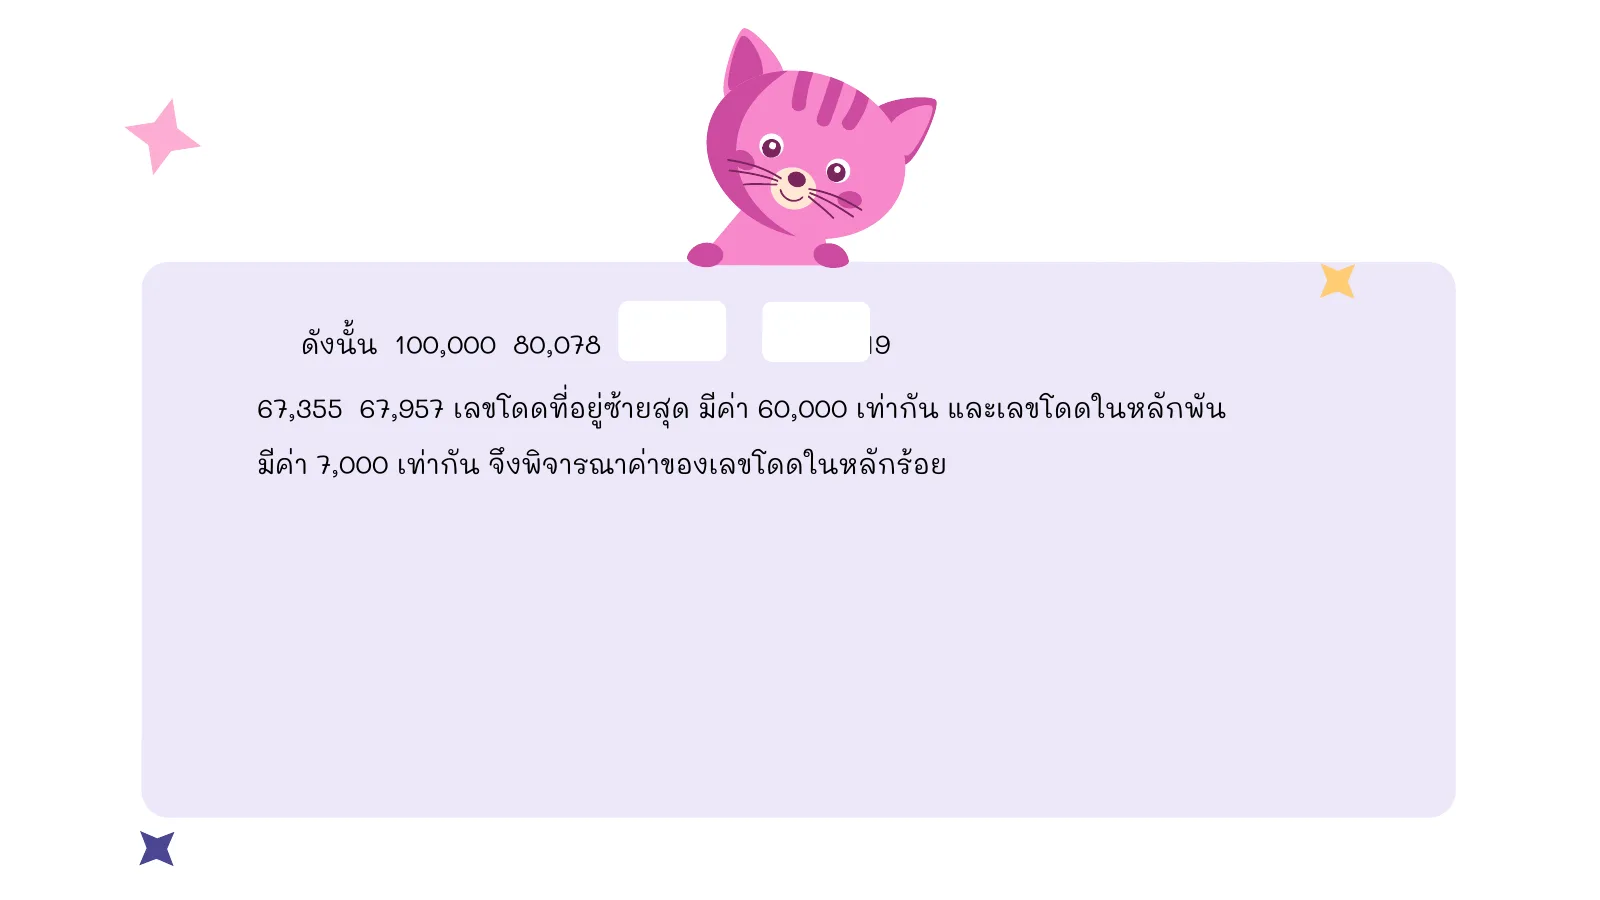 ดังนั้น 100,000 80,078 19
67,355 67,957 เลขโดดที่อยู่ซ้ายสุด มีค่า 60,000 เท่ากัน และเลขโดดในหลักพัน
มีค่า 7,000 เท่ากัน จึงพิจารณาค่าของเลขโดดในหลักร้อย